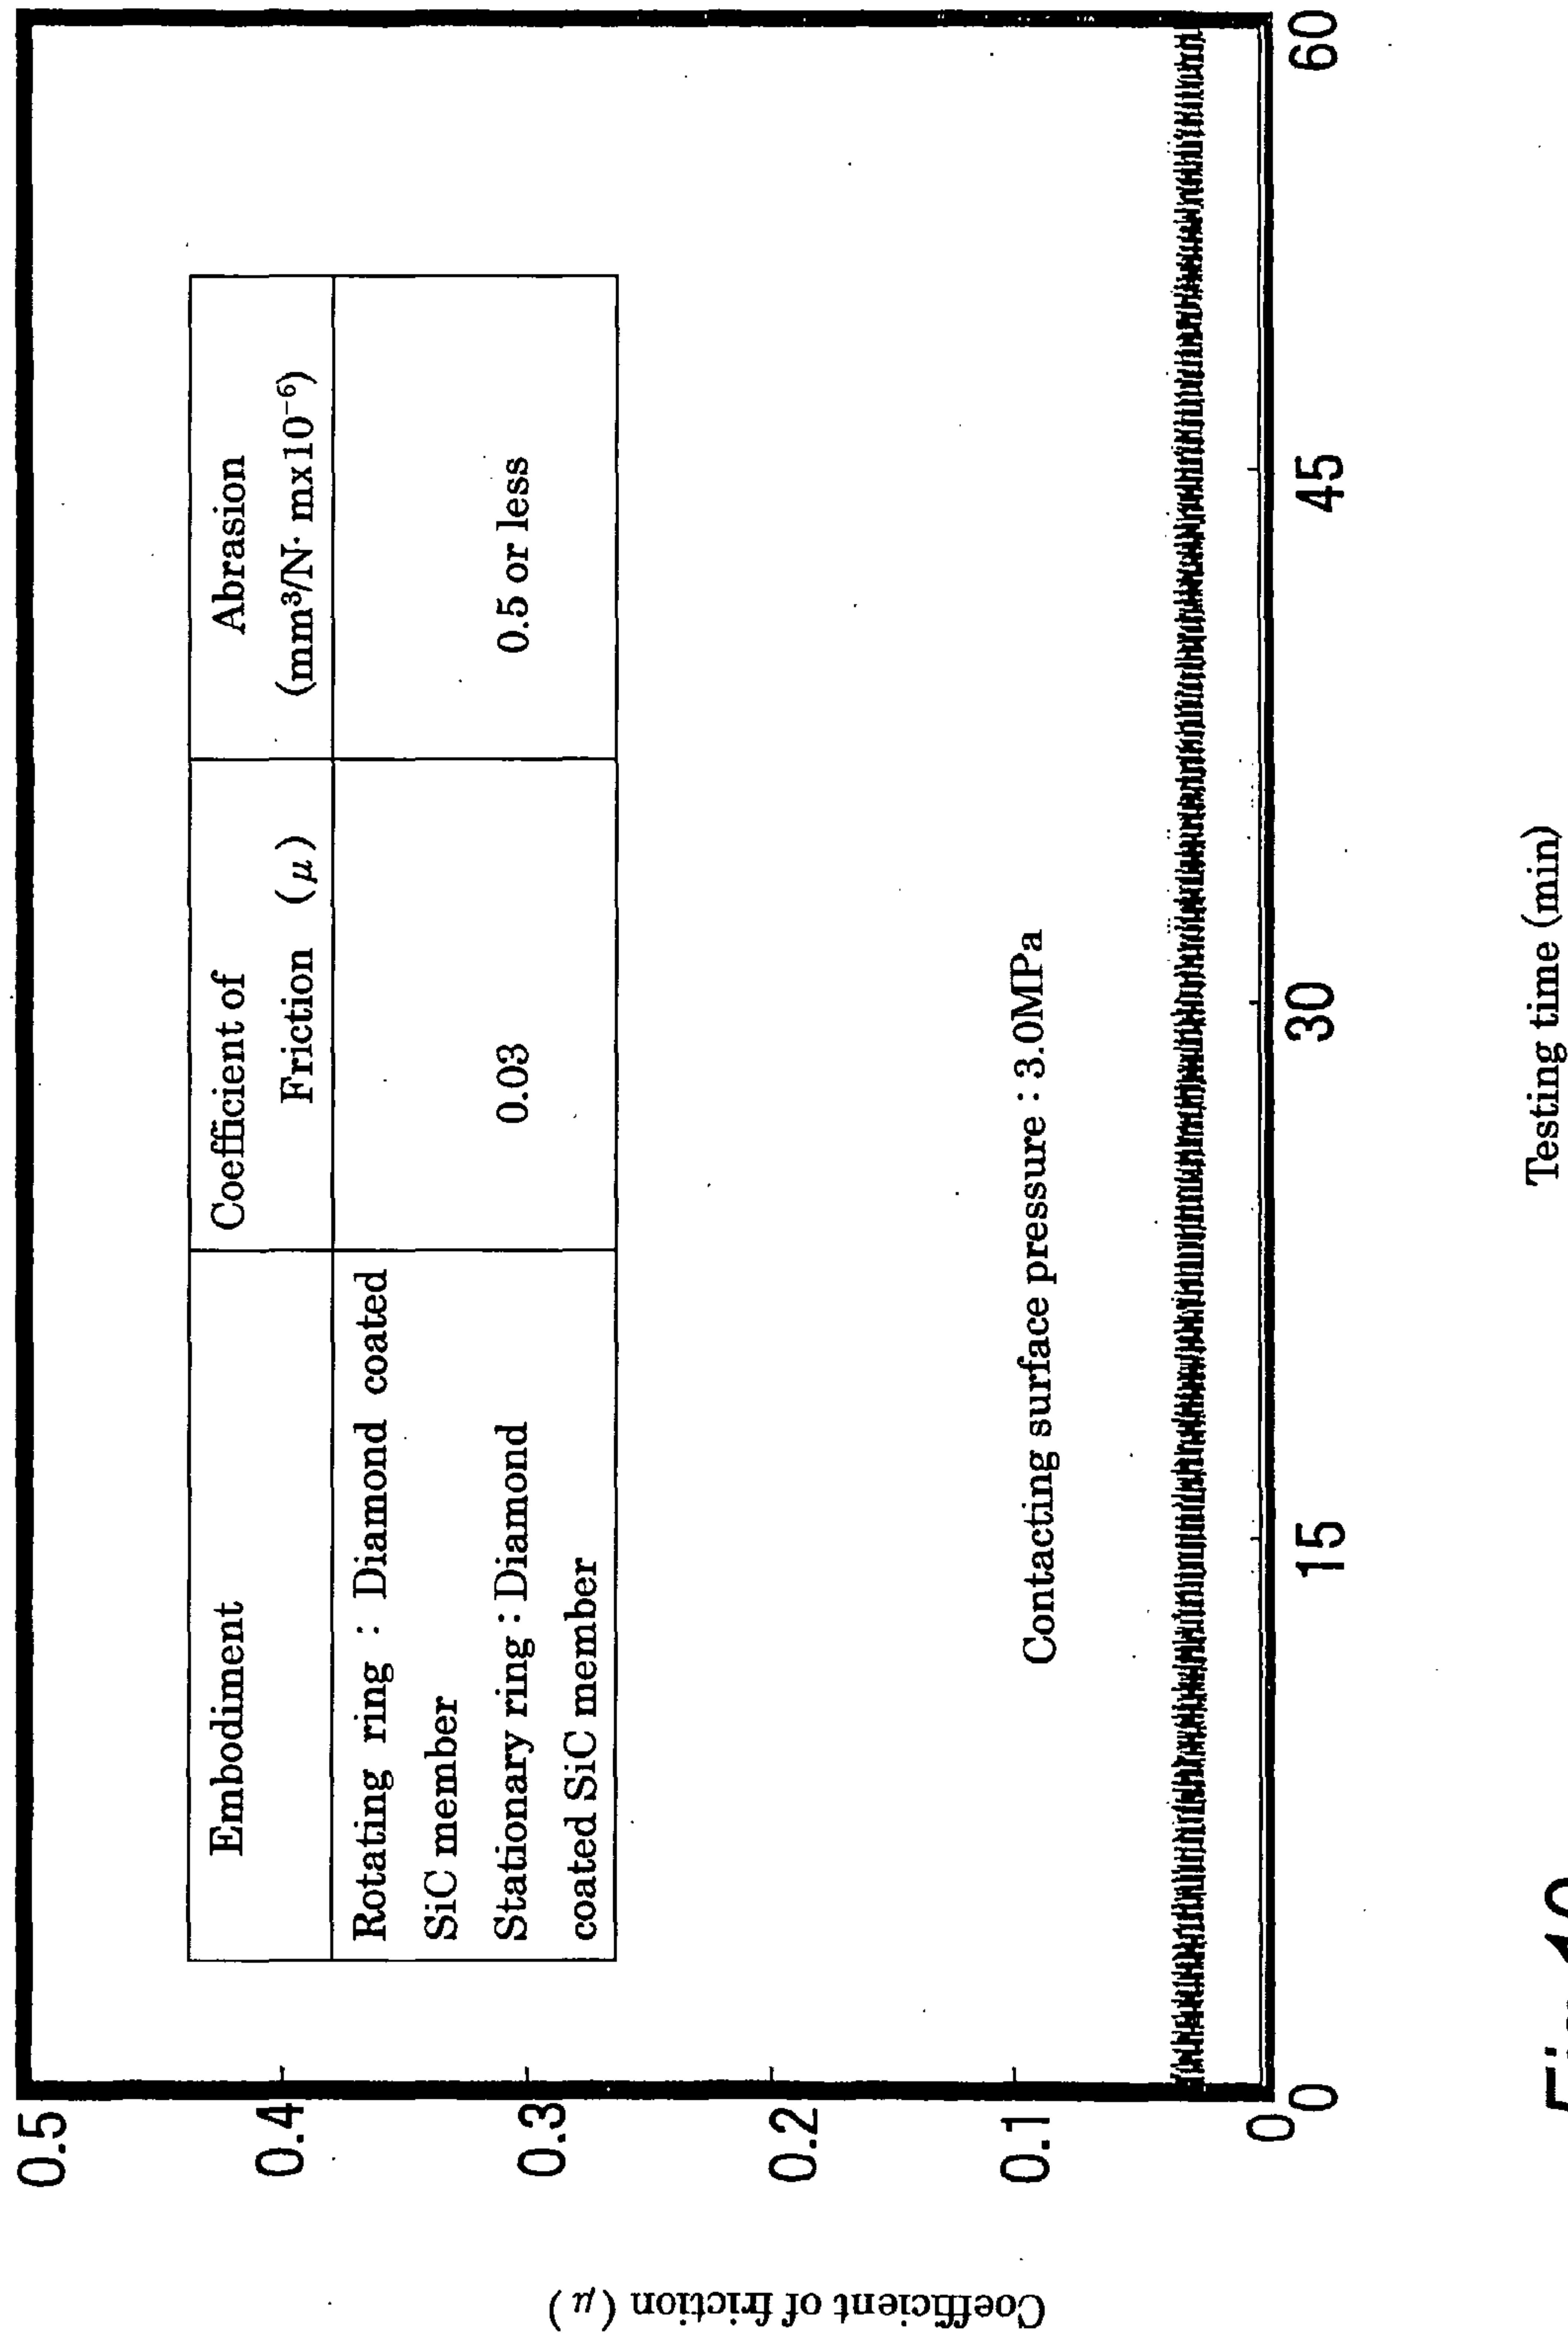 Coefficient of friction (μ)
0.5
0.4
0.3
0.2
0.1
0
Embodiment
Coefficient of
Friction (μ)
Abrasion
(mm³/N· mx10⁻⁶)
Rotating ring : Diamond coated
SiC member
Stationary ring : Diamond
coated SiC member
0.03
0.5 or less
Contacting surface pressure : 3.0MPa
0
15
30
45
60
Testing time (min)